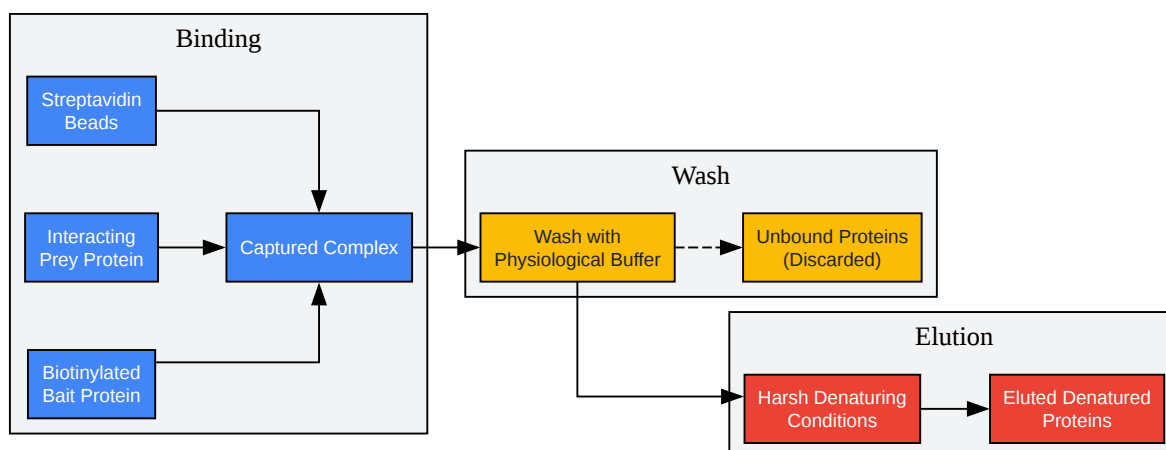 Binding
Streptavidin
Beads
Interacting
Prey Protein
Captured Complex
Biotinylated
Bait Protein
Wash
Wash with
Physiological Buffer
Unbound Proteins
(Discarded)
Elution
Harsh Denaturing
Conditions
Eluted Denatured
Proteins